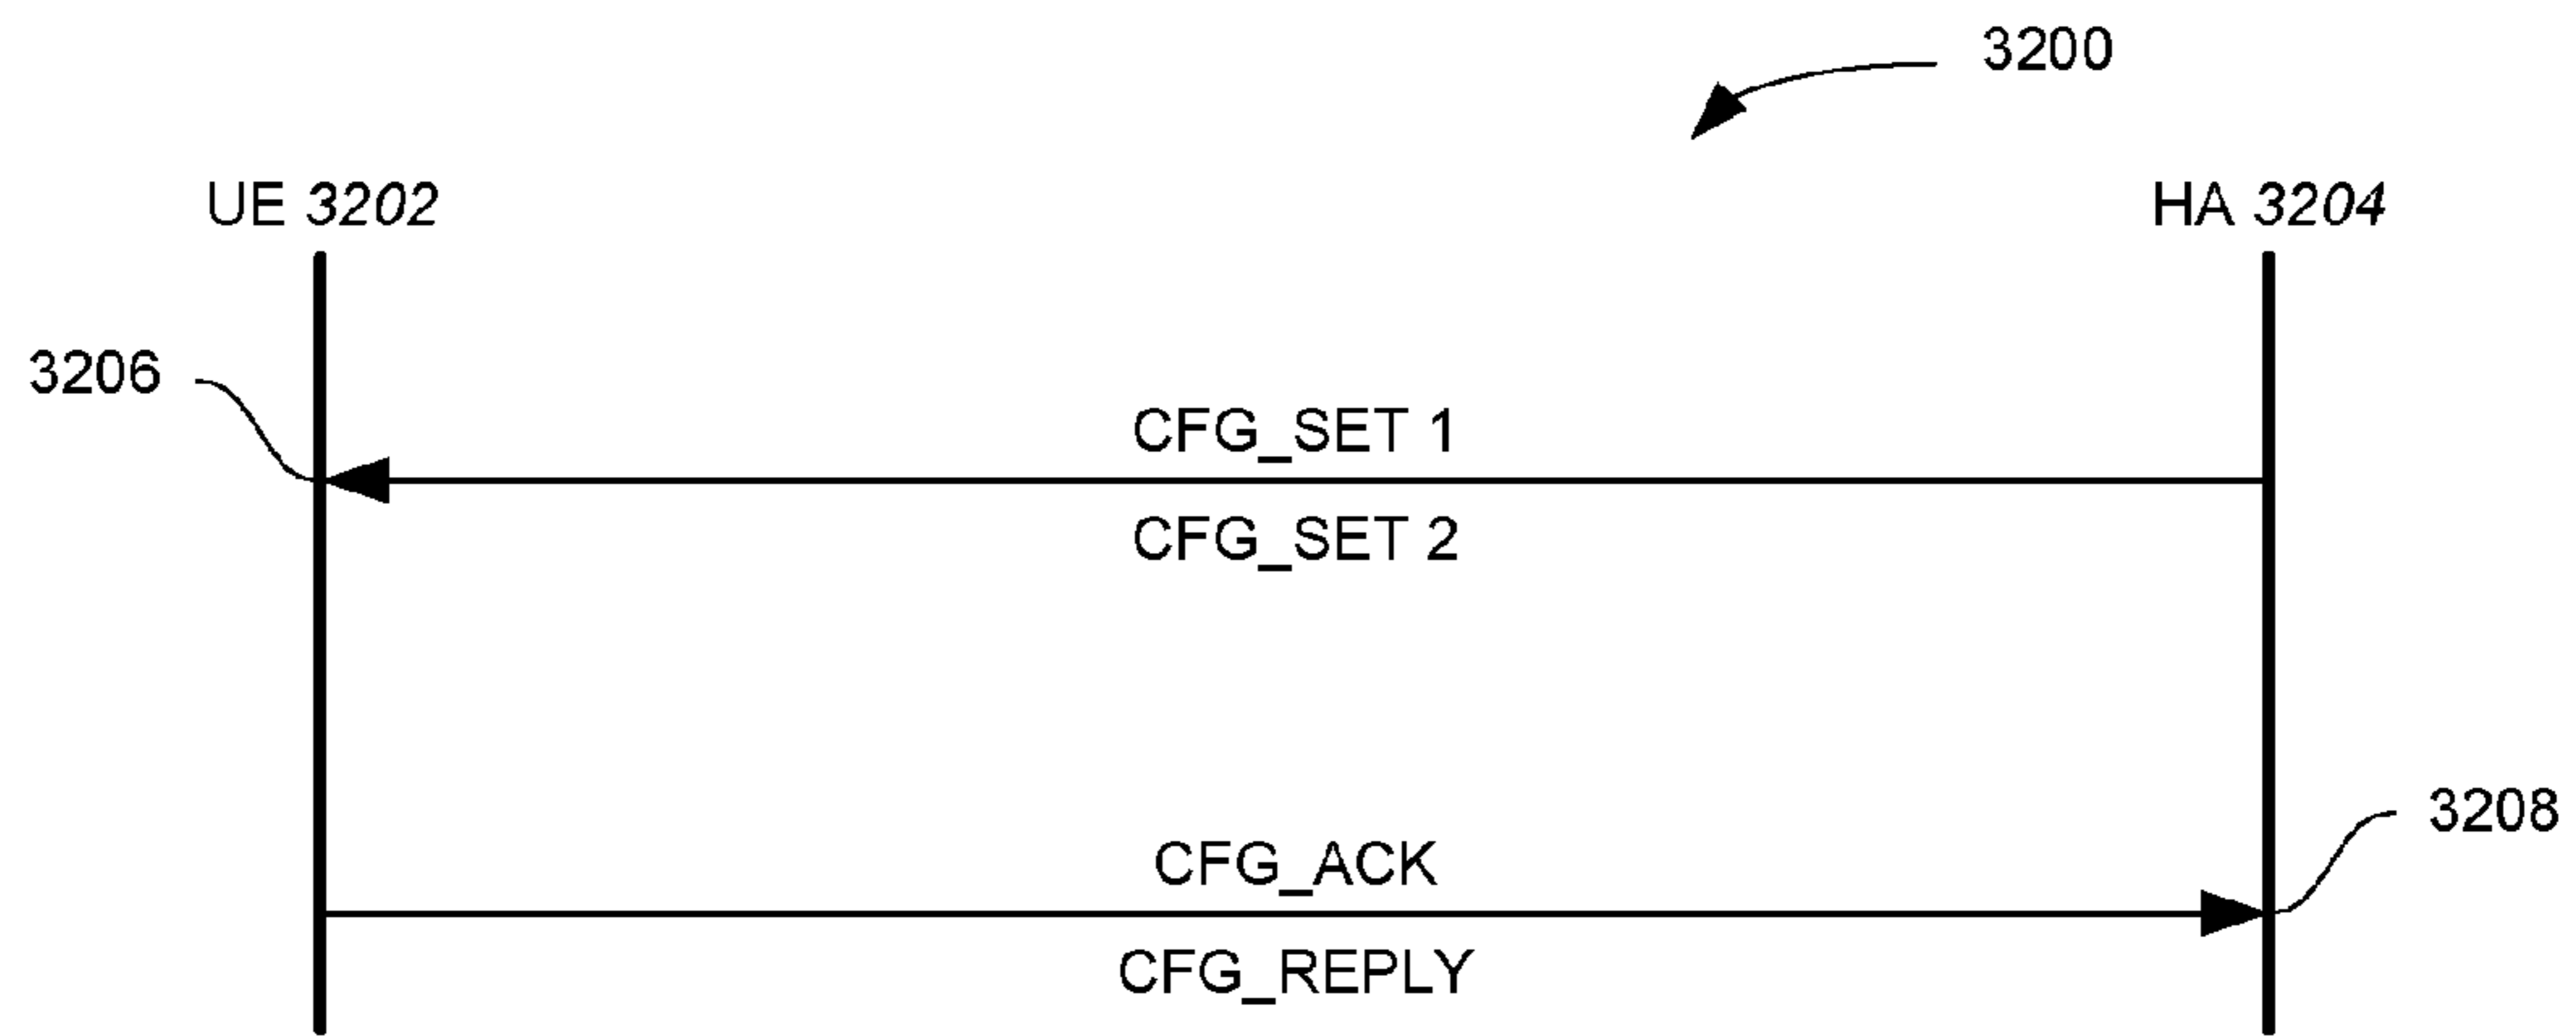 3200
UE 3202
HA 3204
3206
CFG_SET 1
CFG_SET 2
3208
CFG_ACK
CFG_REPLY